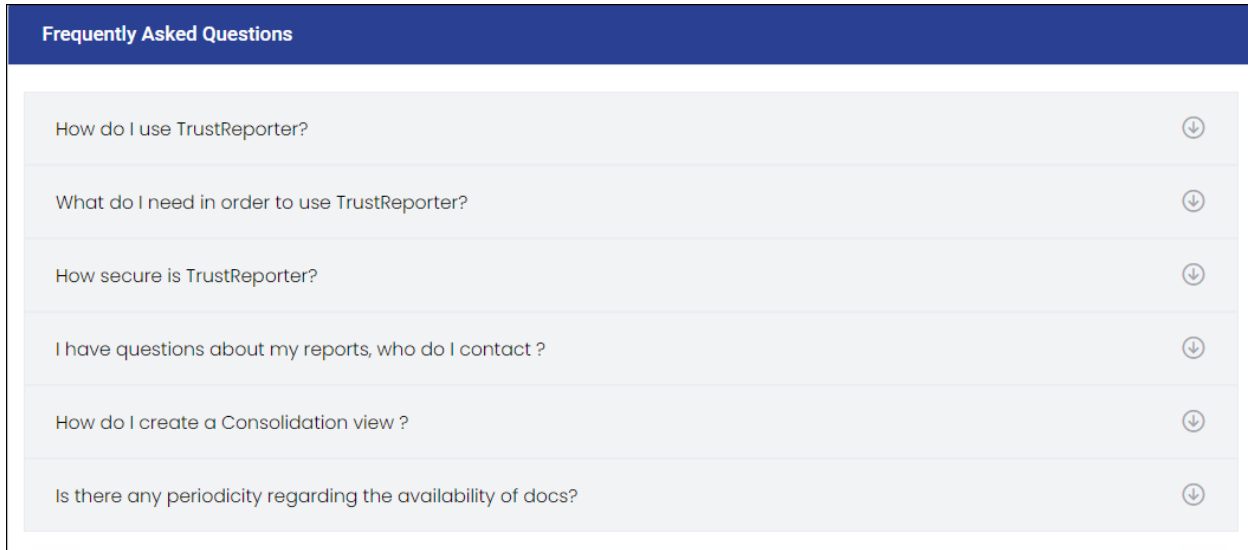 Frequently Asked Questions
How do I use TrustReporter?
What do I need in order to use TrustReporter?
How secure is TrustReporter?
I have questions about my reports, who do I contact ?
How do I create a Consolidation view ?
Is there any periodicity regarding the availability of docs?